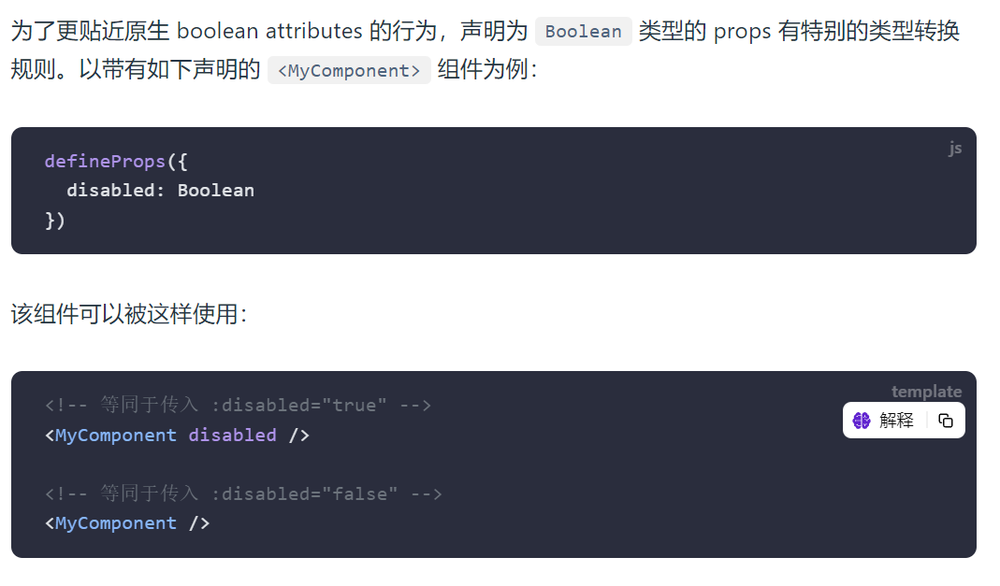 为了更贴近原生 boolean attributes 的行为，声明为 Boolean 类型的 props 有特别的类型转换
规则。以带有如下声明的 <MyComponent> 组件为例：
js
defineProps({
  disabled: Boolean
})
该组件可以被这样使用：
template
<!-- 等同于传入 :disabled="true" -->
解释
<MyComponent disabled />
<!-- 等同于传入 :disabled="false" -->
<MyComponent />